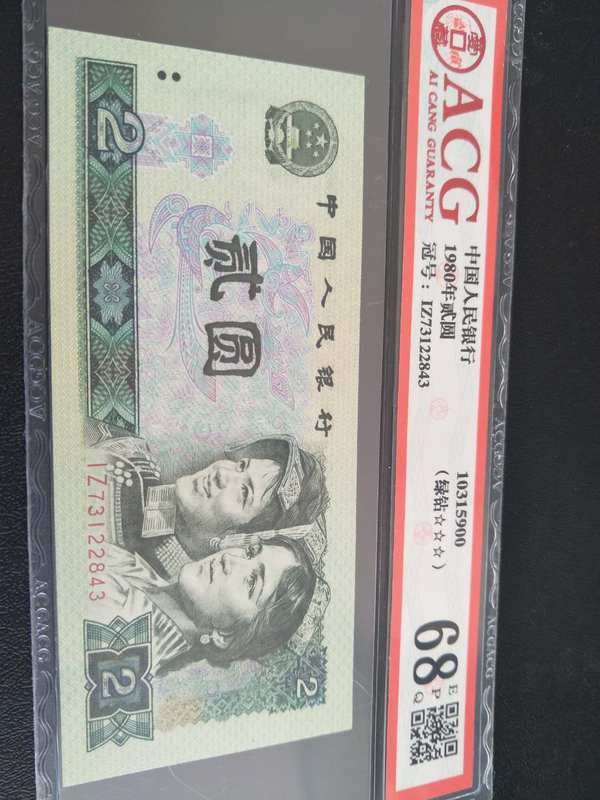 ACG
AI CANG GUARANTY
中国人民银行
1980年贰圆
冠号：IZ73122843
10315900
（绿钻☆☆☆）
68
E
P
Q
中国人民银行
贰圆
2
IZ73122843
2
2